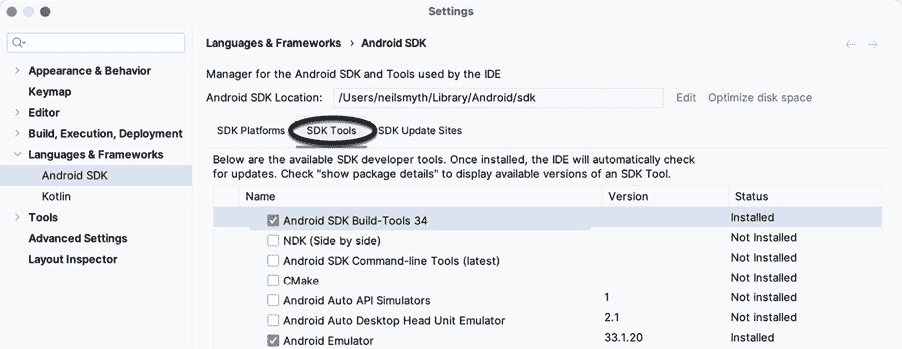 Settings
Languages & Frameworks › Android SDK
Appearance & Behavior
Keymap
Editor
Build, Execution, Deployment
Languages & Frameworks
Android SDK
Kotlin
Tools
Advanced Settings
Layout Inspector
Manager for the Android SDK and Tools used by the IDE
Android SDK Location: /Users/neilsmyth/Library/Android/sdk Edit Optimize disk space
SDK Platforms SDK Tools SDK Update Sites
Below are the available SDK developer tools. Once installed, the IDE will automatically check
for updates. Check "show package details" to display available versions of an SDK Tool.
Name Version Status
Android SDK Build-Tools 34 Installed
NDK (Side by side) Not Installed
Android SDK Command-line Tools (latest) Not Installed
CMake Not Installed
Android Auto API Simulators 1 Not installed
Android Auto Desktop Head Unit Emulator 2.1 Not installed
Android Emulator 33.1.20 Installed